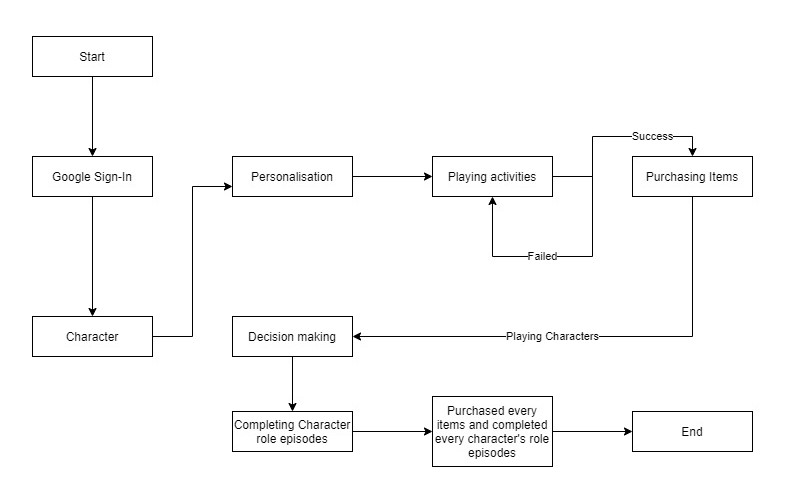 Start
Success
Google Sign-In
Personalisation
Playing activities
Purchasing Items
Failed
Character
Decision making
Playing Characters
Completing Character
role episodes
Purchased every
items and completed
every character's role
episodes
End